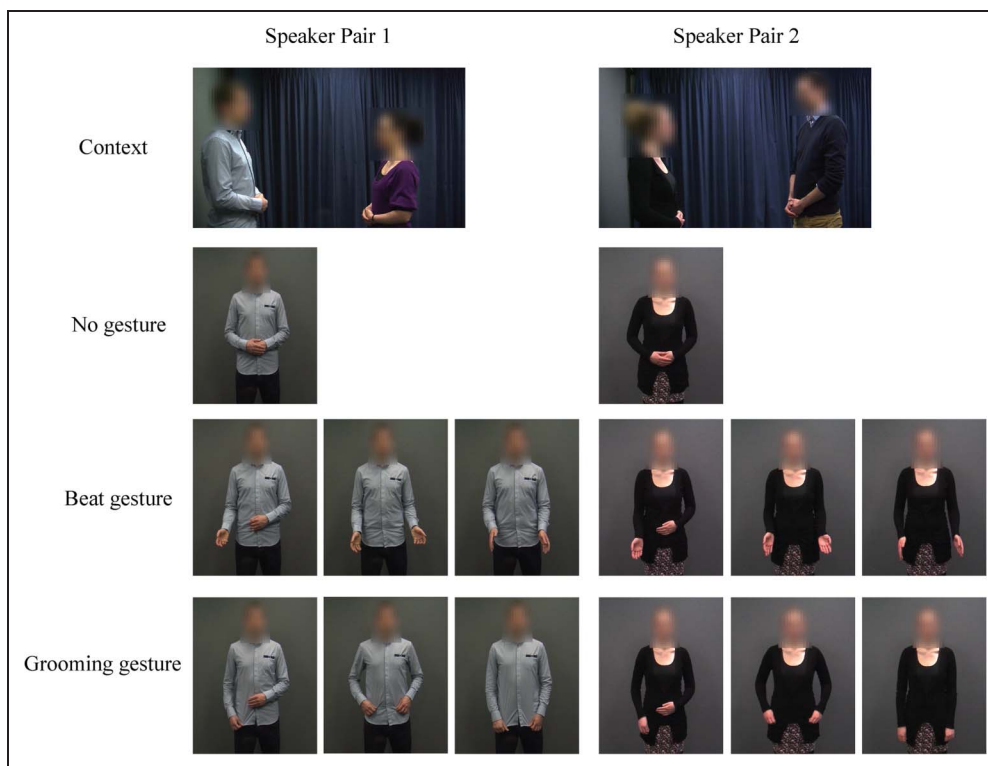 Speaker Pair 1
Speaker Pair 2
Context
No gesture
Beat gesture
Grooming gesture